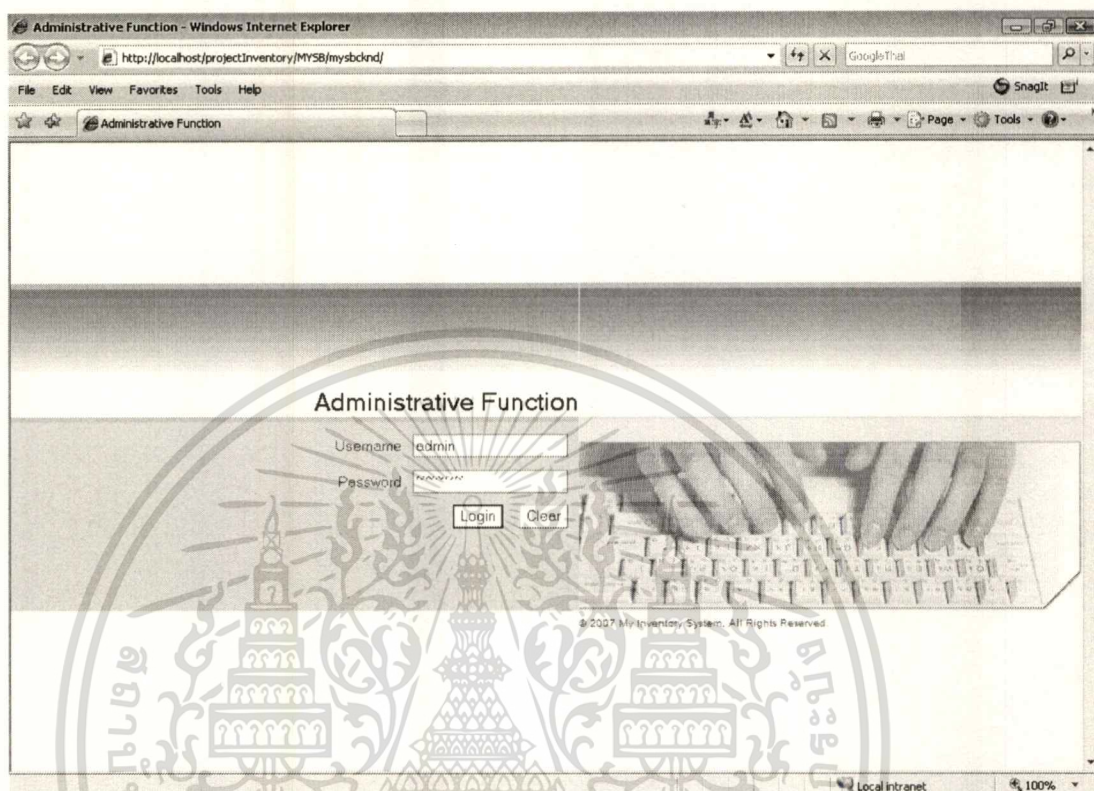 Administrative Function - Windows Internet Explorer
http://localhost/projectInventory/MYSB/mysbcknd/
GoogleThai
File Edit View Favorites Tools Help
SnagIt
Administrative Function
Page Tools
Administrative Function
Username admin
Password
Login Clear
© 2007 My Inventory System. All Rights Reserved.
Local intranet 100%